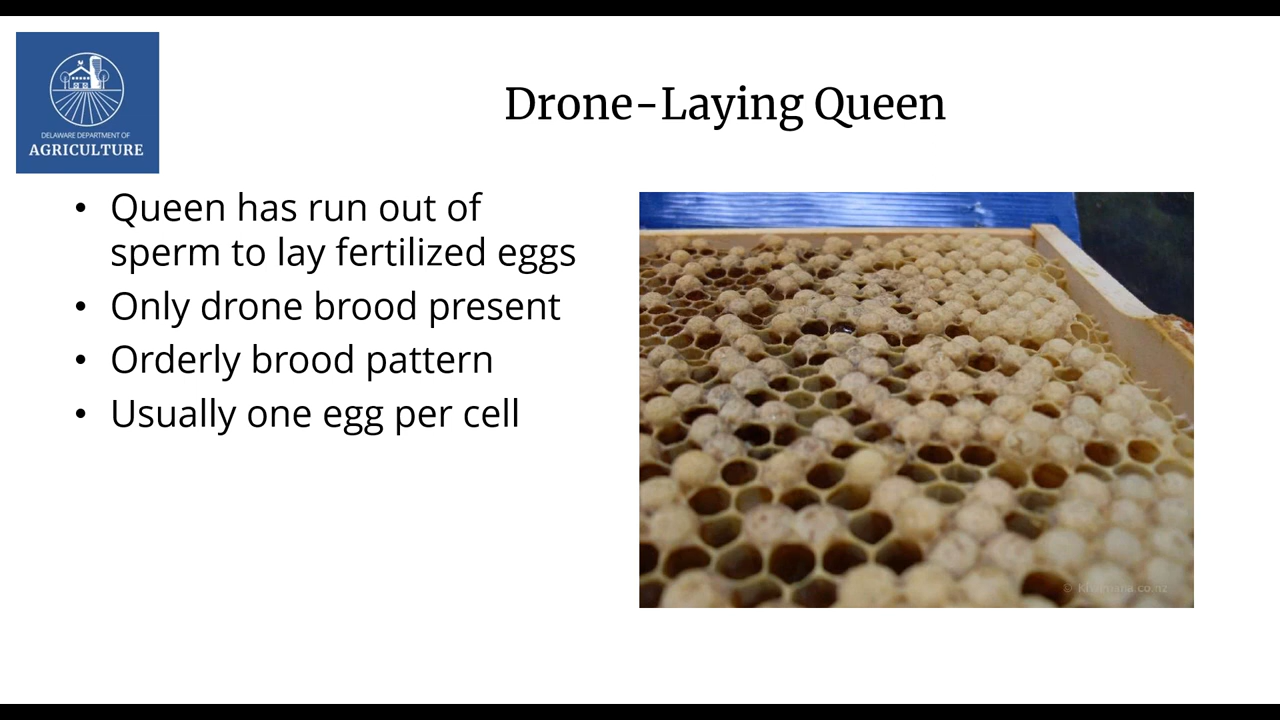 DELAWARE DEPARTMENT OF
AGRICULTURE
Drone-Laying Queen
• Queen has run out of
sperm to lay fertilized eggs
• Only drone brood present
• Orderly brood pattern
• Usually one egg per cell